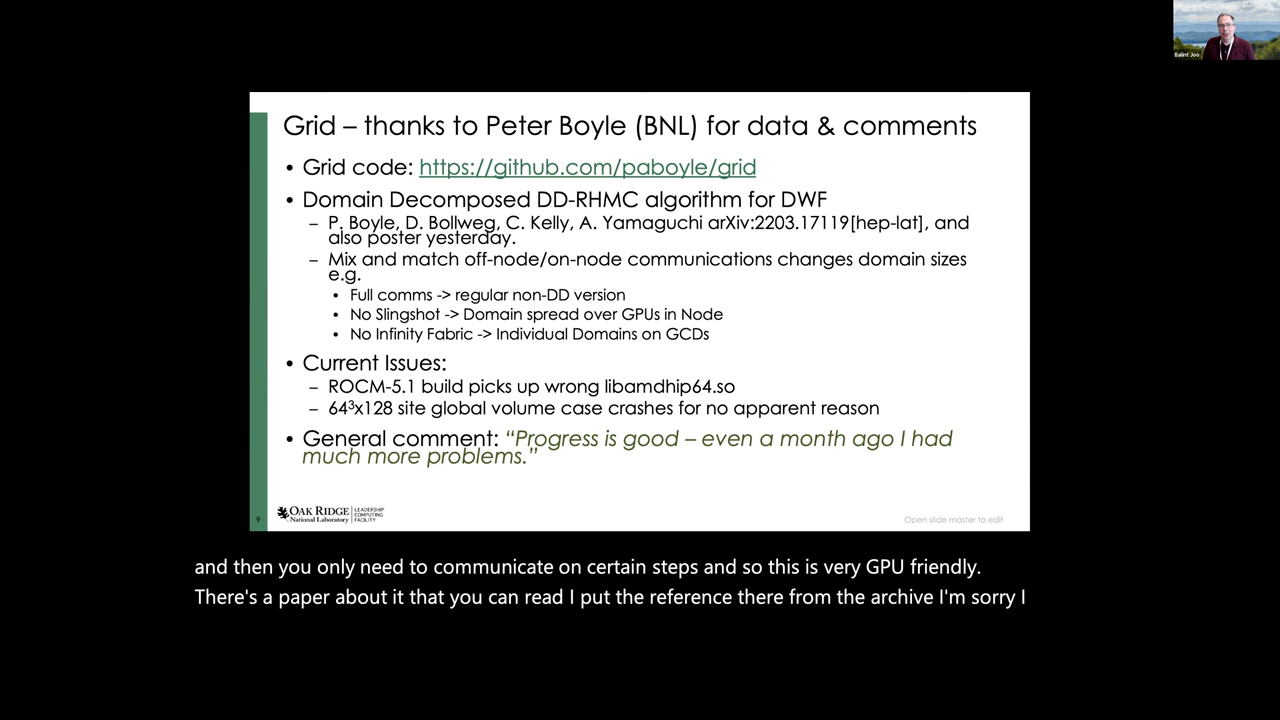 Balint Joo
Grid – thanks to Peter Boyle (BNL) for data & comments
• Grid code: https://github.com/paboyle/grid
• Domain Decomposed DD-RHMC algorithm for DWF
– P. Boyle, D. Bollweg, C. Kelly, A. Yamaguchi arXiv:2203.17119[hep-lat], and
also poster yesterday.
– Mix and match off-node/on-node communications changes domain sizes
e.g.
• Full comms -> regular non-DD version
• No Slingshot -> Domain spread over GPUs in Node
• No Infinity Fabric -> Individual Domains on GCDs
• Current Issues:
– ROCM-5.1 build picks up wrong libamdhip64.so
– 64³x128 site global volume case crashes for no apparent reason
• General comment: “Progress is good – even a month ago I had
much more problems.”
9
OAK RIDGE
National Laboratory
LEADERSHIP
COMPUTING
FACILITY
Open slide master to edit
and then you only need to communicate on certain steps and so this is very GPU friendly.
There's a paper about it that you can read I put the reference there from the archive I'm sorry I